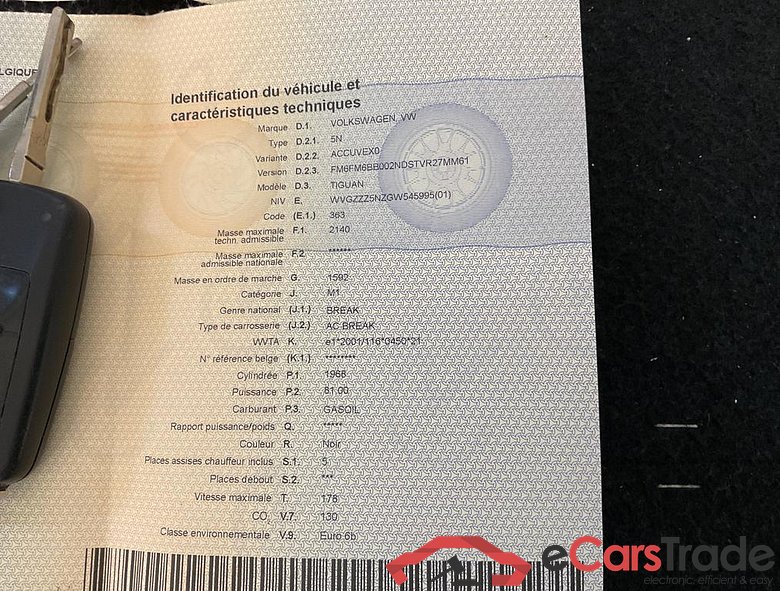 LGIQUE
Identification du véhicule et
caractéristiques techniques
Marque D.1. VOLKSWAGEN, VW
Type D.2.1. 5N
Variante D.2.2. ACCUVEX0
Version D.2.3. FM6FM6BB002NDSTVR27MM61
Modèle D.3. TIGUAN
NIV E. WVGZZZ5NZGW545995(01)
Code (E.1.) 363
Masse maximale
techn. admissible F.1. 2140
Masse maximale
admissible nationale F.2. ******
Masse en ordre de marche G. 1592
Catégorie J. M1
Genre national (J.1.) BREAK
Type de carrosserie (J.2.) AC BREAK
WVTA K. e1*2001/116*0450*21
N° référence belge (K.1.) ********
Cylindrée P.1. 1968
Puissance P.2. 81,00
Carburant P.3. GASOIL
Rapport puissance/poids Q. *****
Couleur R. Noir
Places assises chauffeur inclus S.1. 5
Places debout S.2. ***
Vitesse maximale T. 178
CO2 V.7. 130
Classe environnementale V.9. Euro 6b
eCarsTrade
electronic, efficient & easy